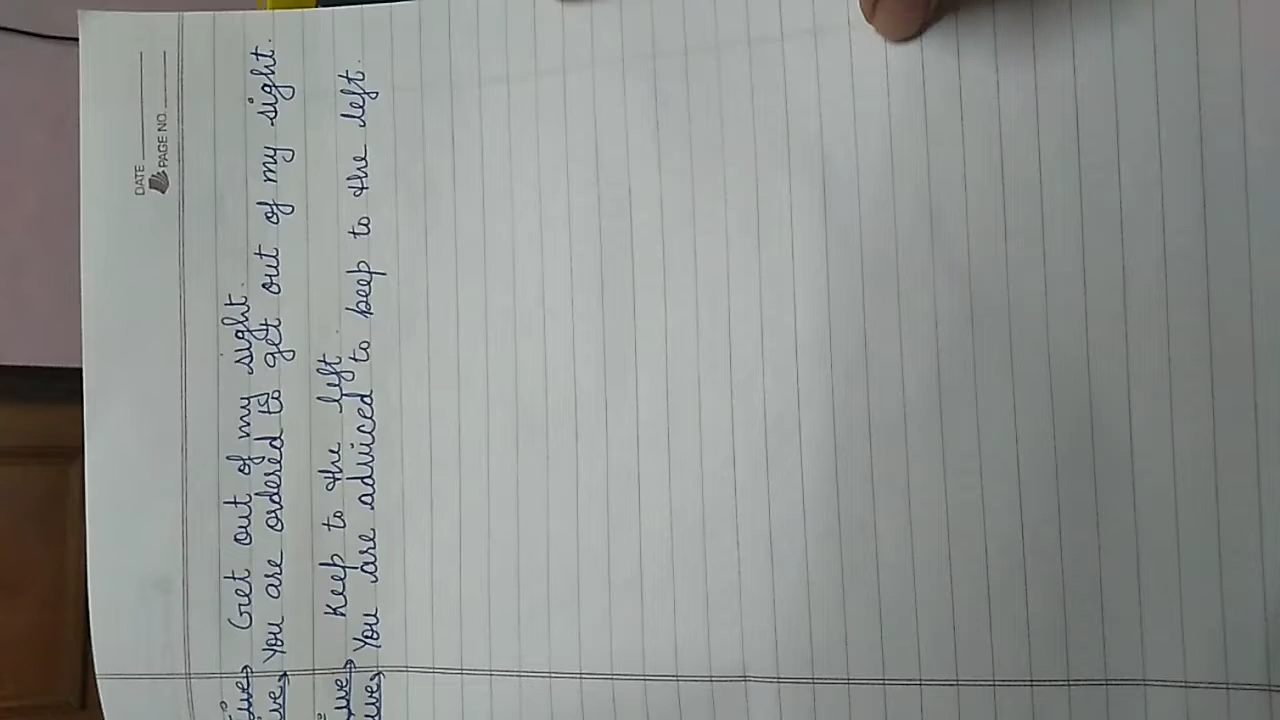 DATE
PAGE NO.
Get out of my sight.
You are ordered to get out of my sight.
Keep to the left.
You are adviced to keep to the left.